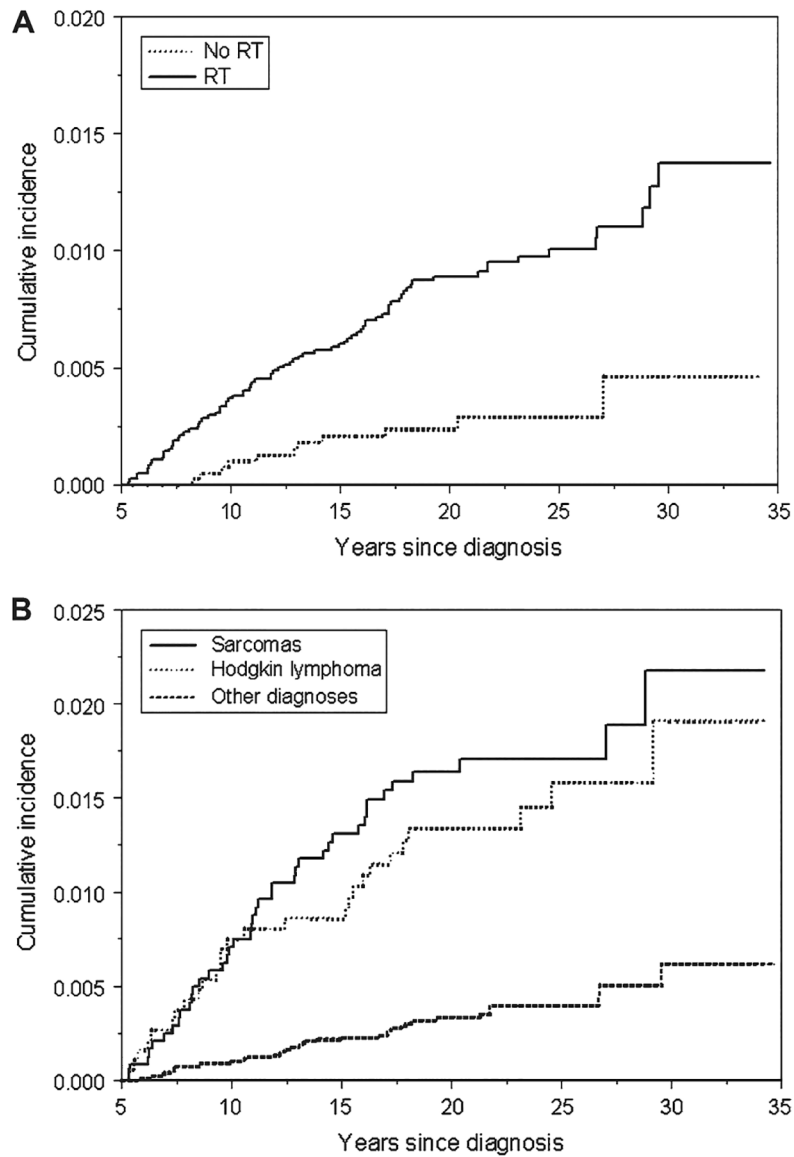 A
0.020
0.015
0.010
0.005
0.000
No RT
RT
Cumulative incidence
5 10 15 20 25 30 35
Years since diagnosis
B
0.025
0.020
0.015
0.010
0.005
0.000
Sarcomas
Hodgkin lymphoma
Other diagnoses
Cumulative incidence
5 10 15 20 25 30 35
Years since diagnosis